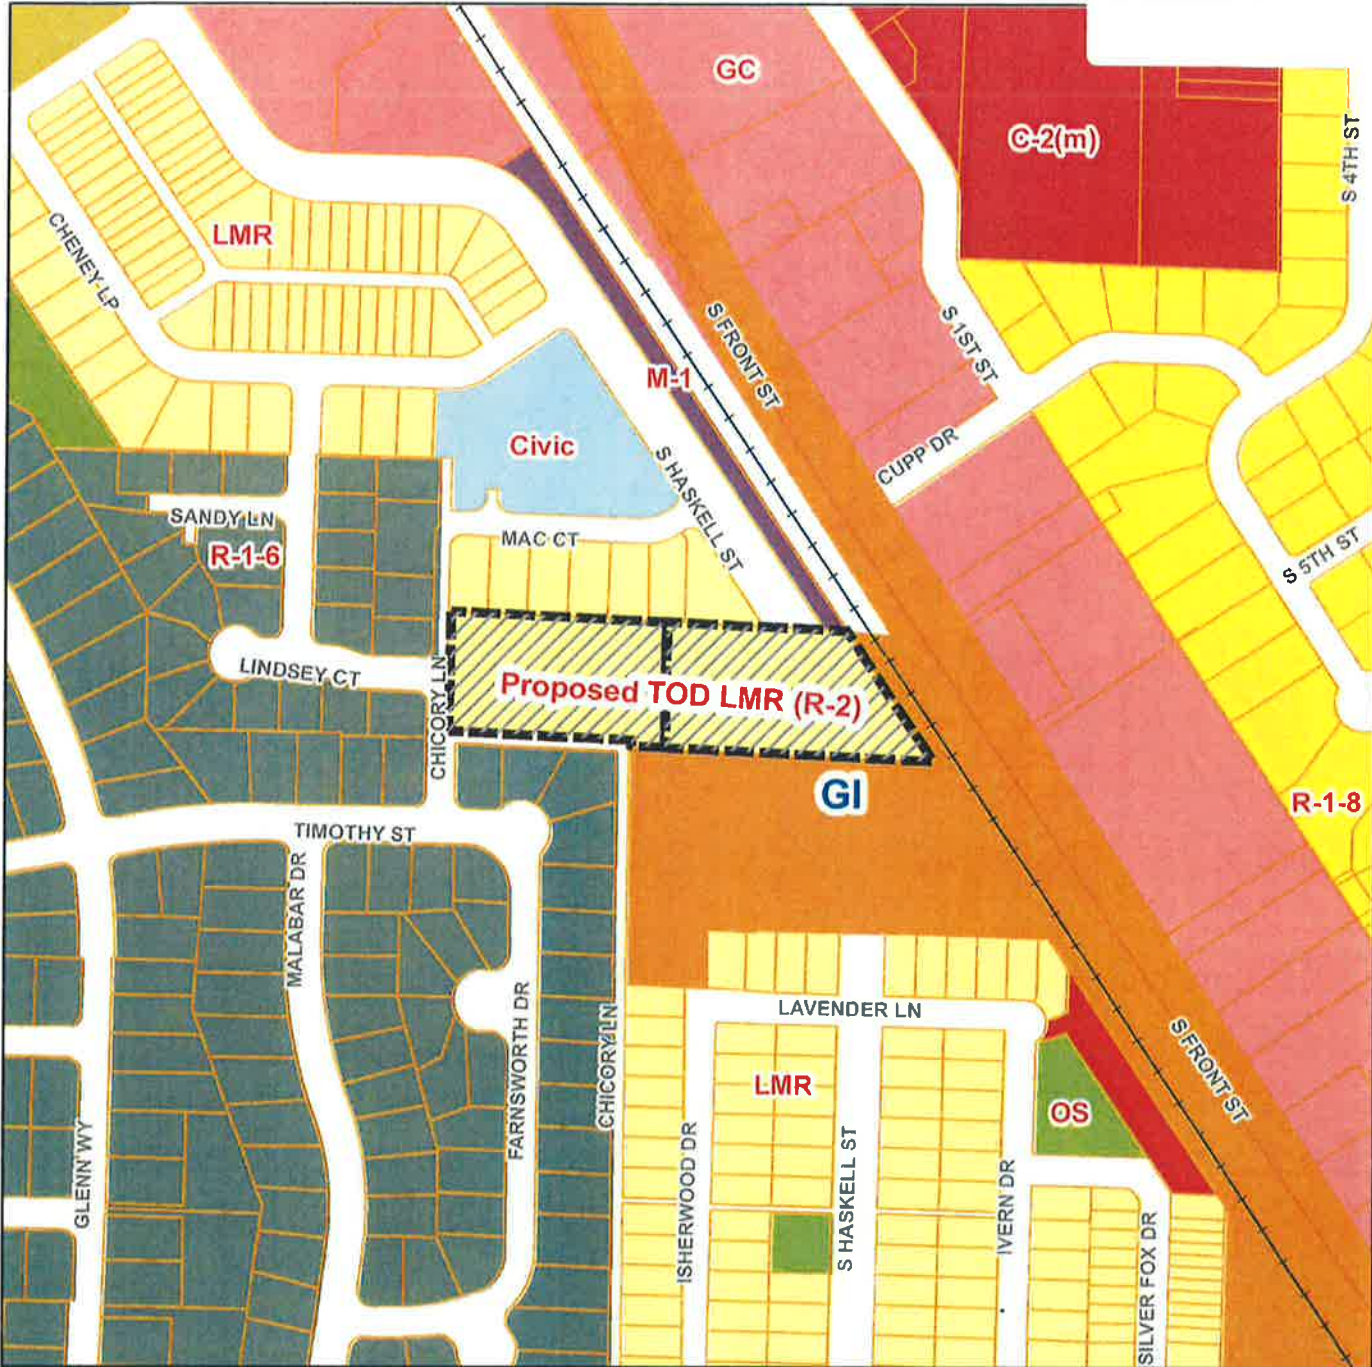 GC
C-2(m)
S 4TH ST
CHENEY LP
LMR
S FRONT ST
S 1ST ST
M-1
CUPP DR
Civic
S HASKELL ST
SANDY LN
R-1-6
MAC CT
S 5TH ST
LINDSEY CT
CHICORY LN
Proposed TOD LMR (R-2)
GI
R-1-8
TIMOTHY ST
MALABAR DR
FARNSWORTH DR
CHICORY LN
LAVENDER LN
S FRONT ST
LMR
OS
GLENN WY
ISHERWOOD DR
S HASKELL ST
IVERN DR
SILVER FOX DR